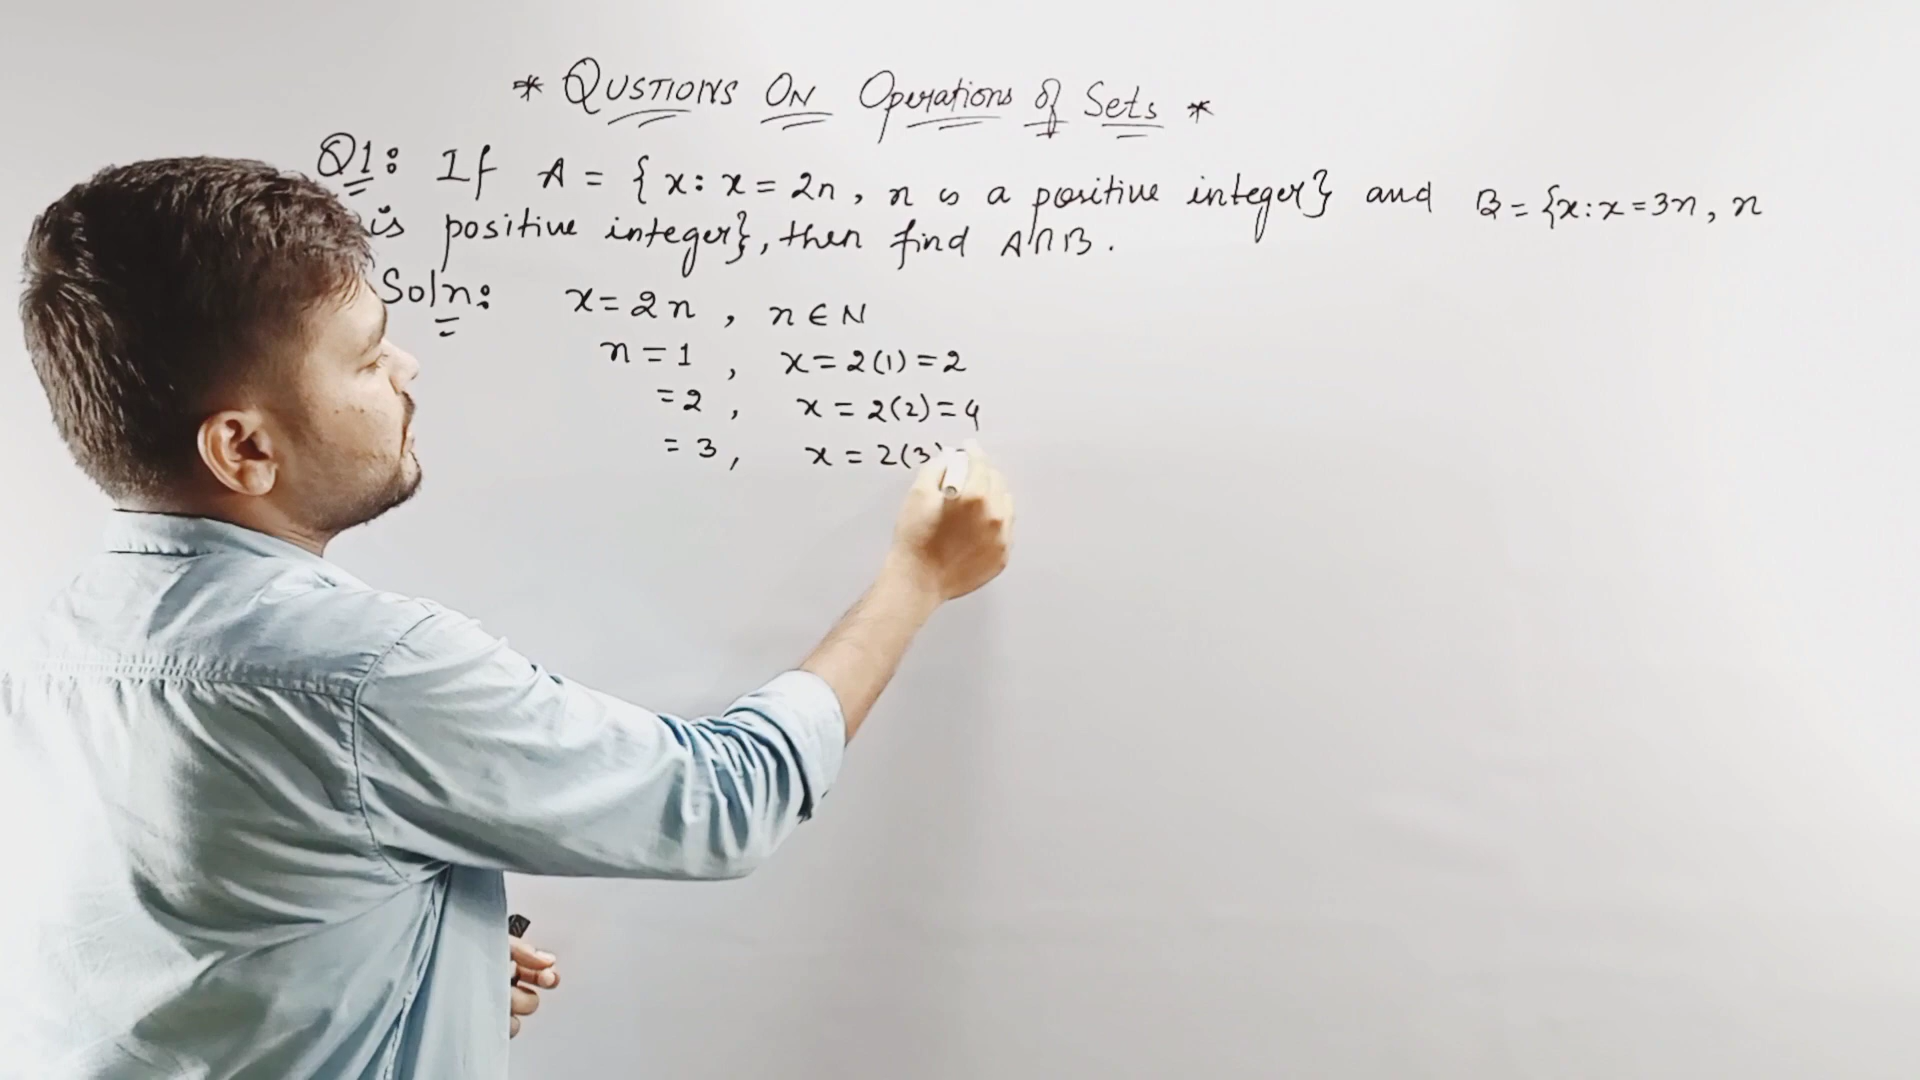 * QUSTIONS ON Operations of Sets *
Q1: If A = { x : x = 2n , n is a positive integer} and B = {x : x = 3n , n
is positive integer}, then find A∩B .
Soln: x = 2n , n ∈ N
n = 1 , x = 2(1) = 2
= 2 , x = 2(2) = 4
= 3 , x = 2(3)